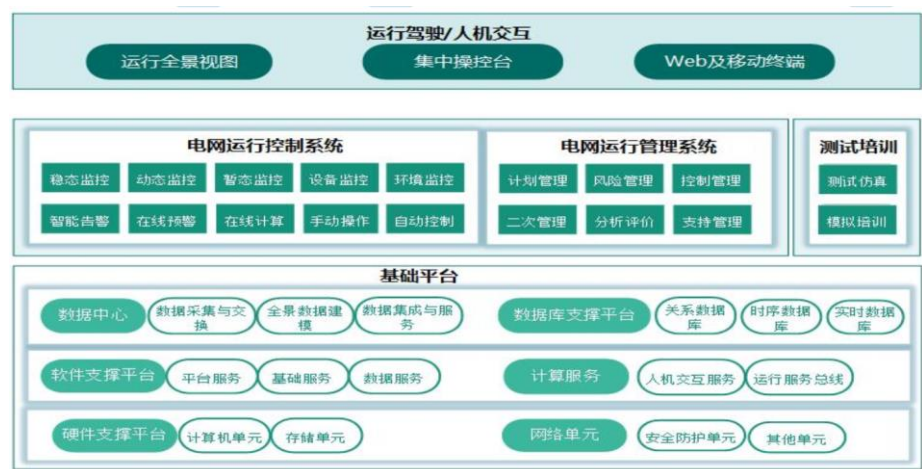 运行驾驶/人机交互
运行全景视图
集中操控台
Web及移动终端
电网运行控制系统
稳态监控 动态监控 暂态监控 设备监控 环境监控
智能告警 在线预警 在线计算 手动操作 自动控制
电网运行管理系统
计划管理 风险管理 控制管理
二次管理 分析评价 支持管理
测试培训
测试仿真
模拟培训
基础平台
数据中心
数据采集与交
换
全景数据建
模
数据集成与服
务
数据库支撑平台
关系数据
库
时序数据
库
实时数据
库
软件支撑平台
平台服务
基础服务
数据服务
计算服务
人机交互服务
运行服务总线
硬件支撑平台
计算机单元
存储单元
网络单元
安全防护单元
其他单元